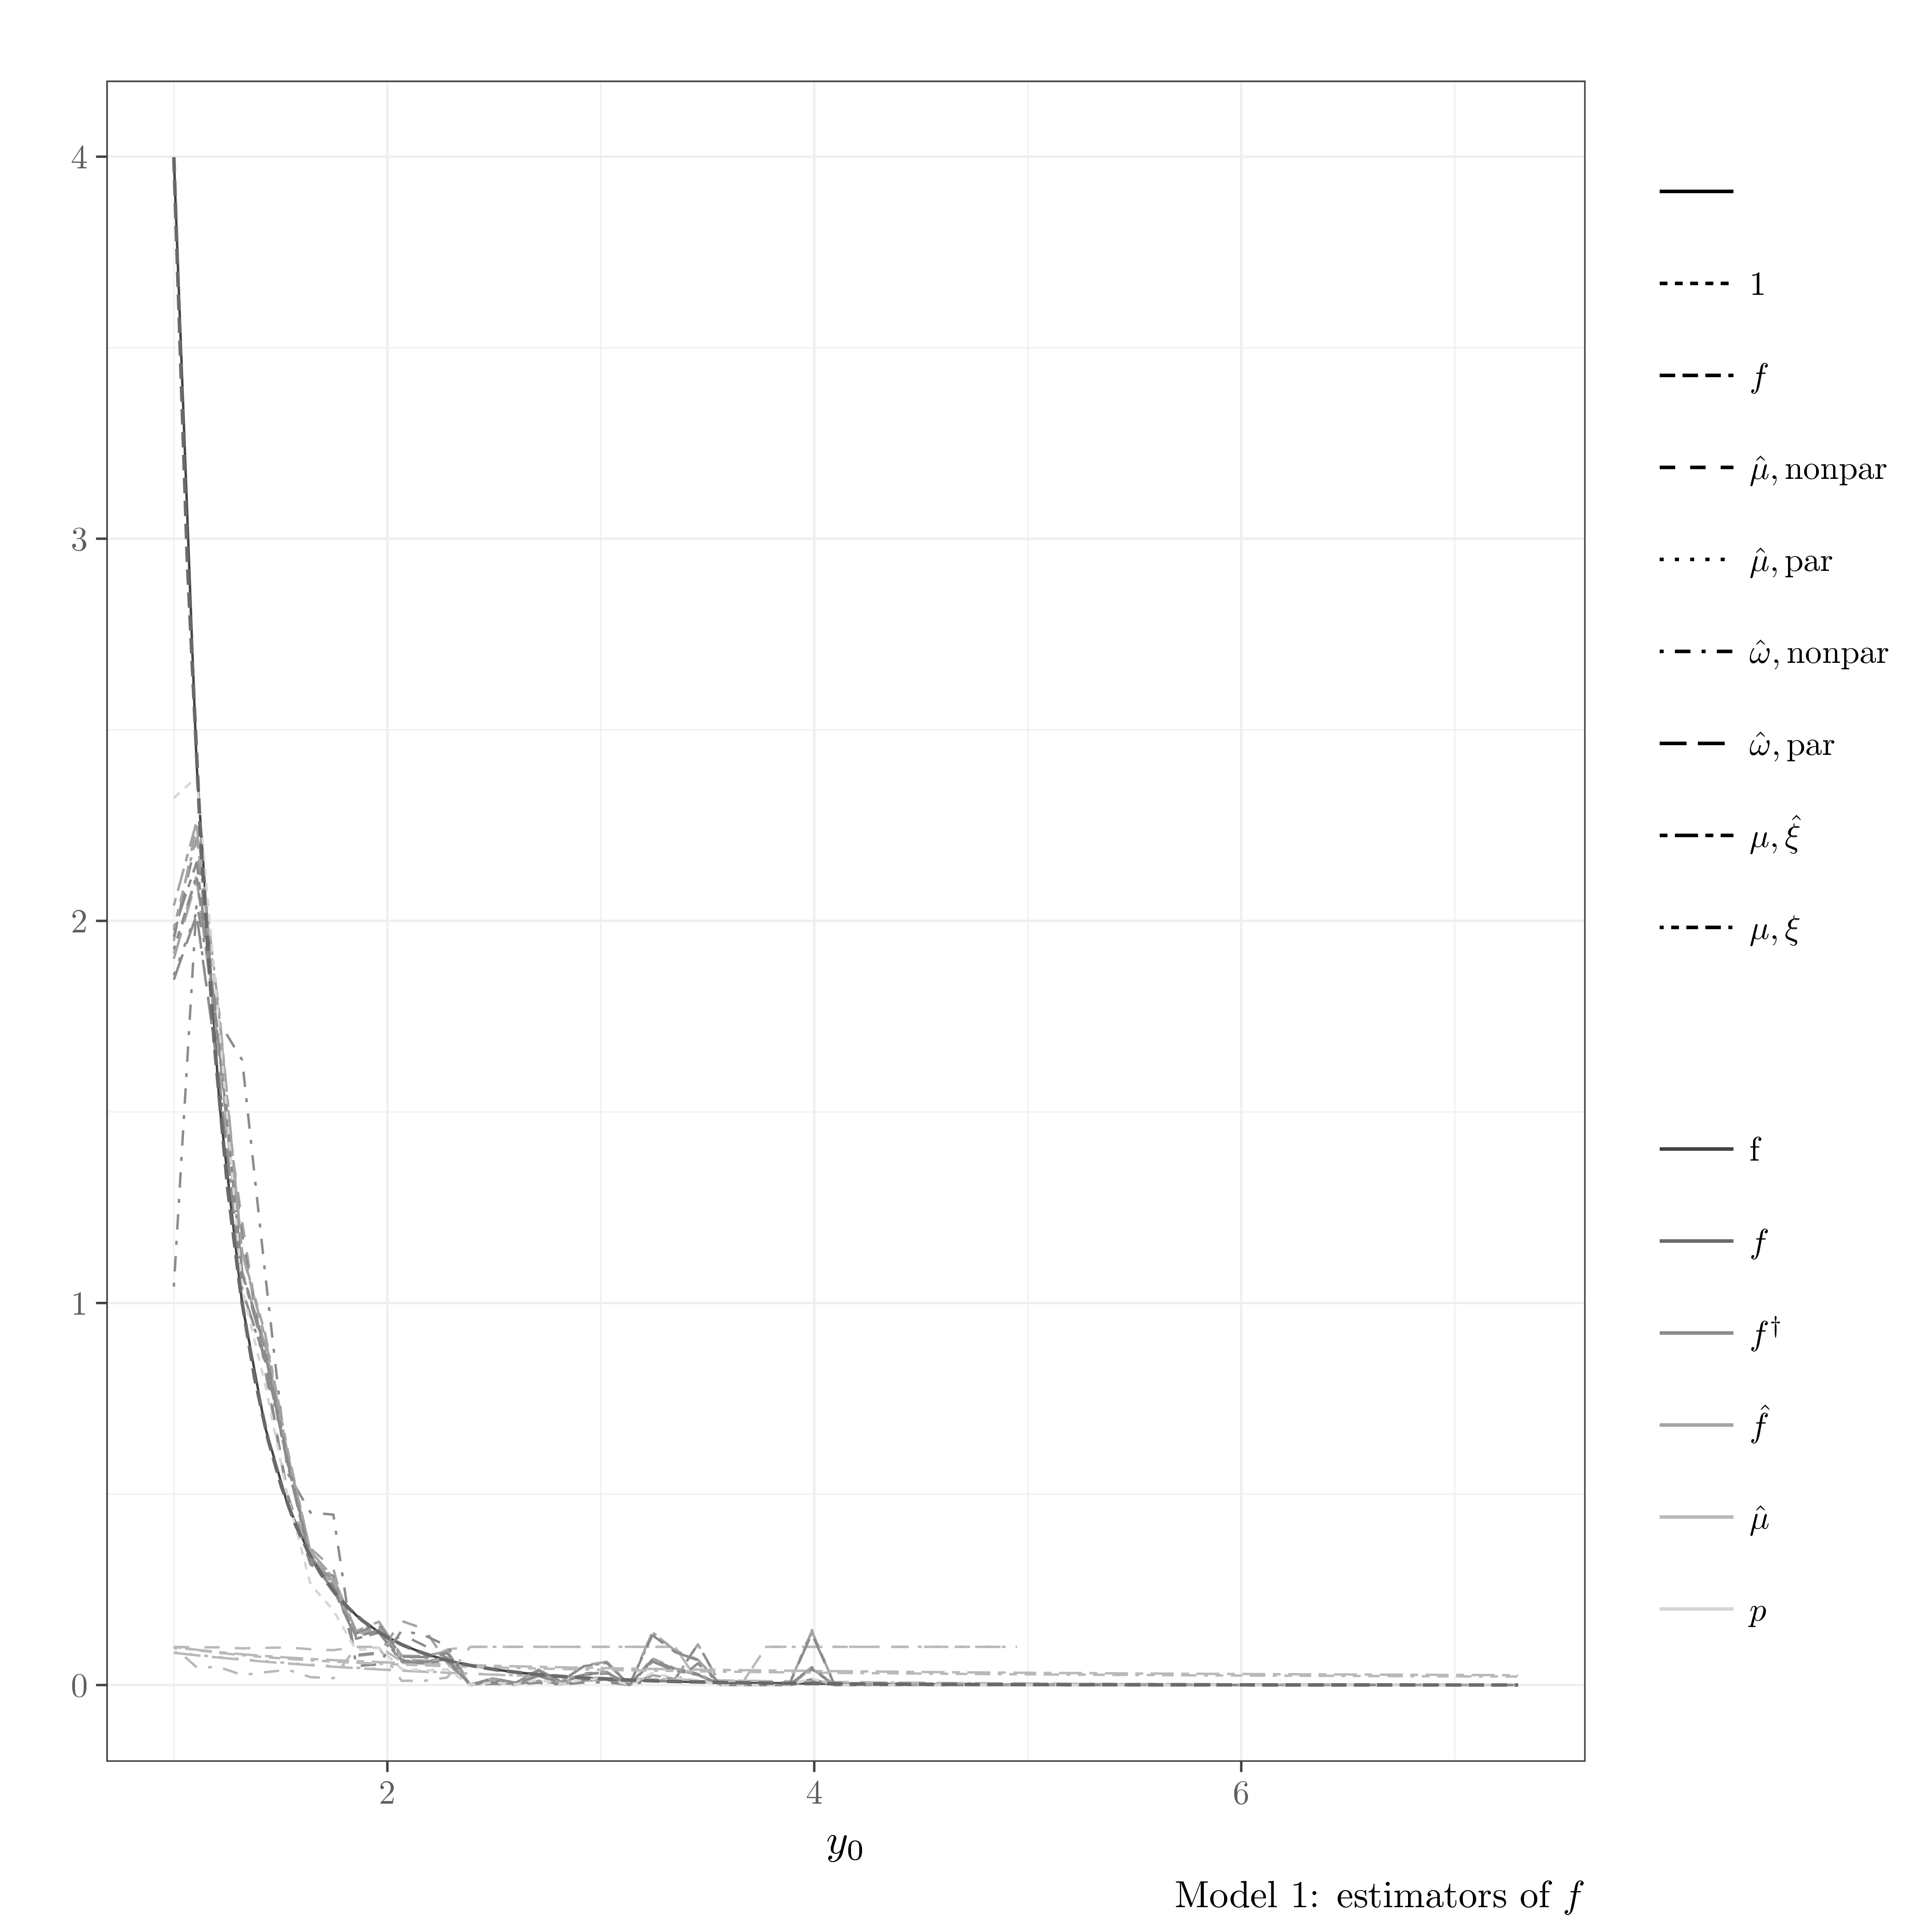 4
3
2
1
0
2
4
6
y₀
Model 1: estimators of f
1
f
μ̂, nonpar
μ̂, par
ω̂, nonpar
ω̂, par
μ, ξ̂
μ, ξ
f
f
f†
f̂
μ̂
p